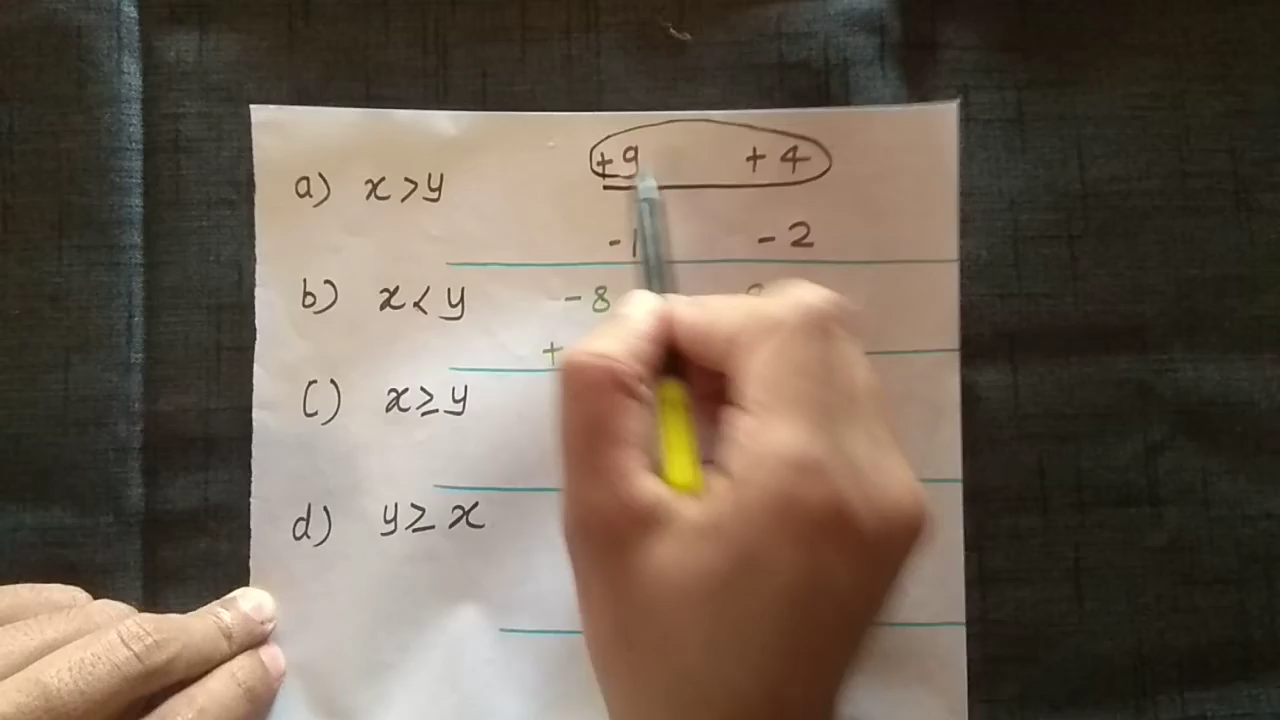 a) x > y +9 +4
-1 -2
b) x < y -8
+
c) x ≥ y
d) y ≥ x